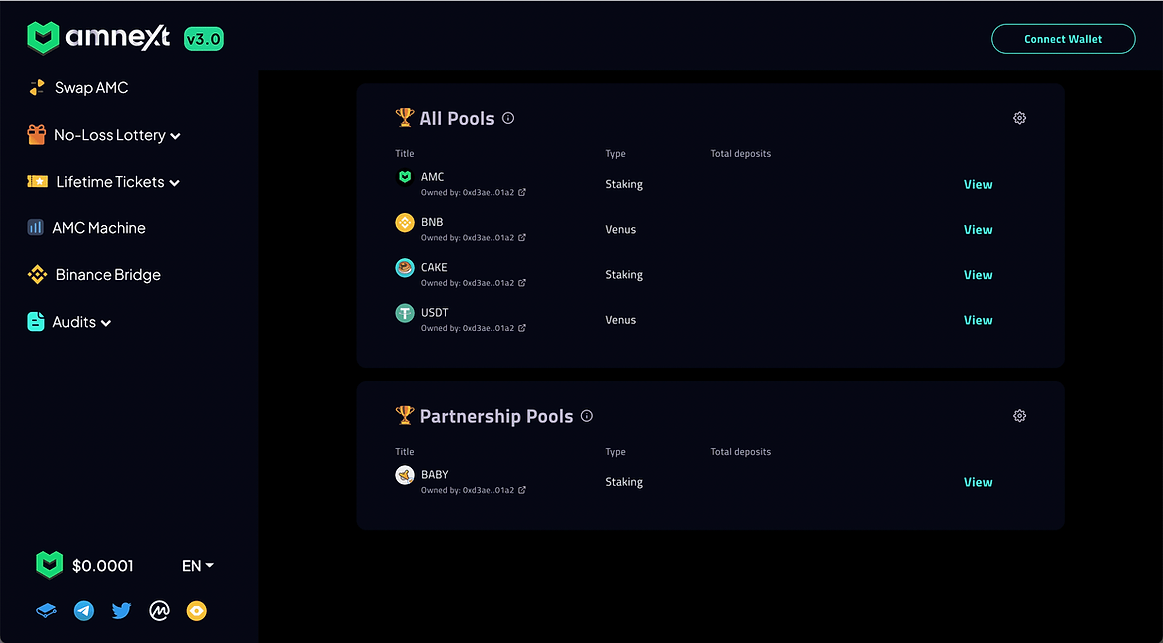 amnext v3.0
Connect Wallet
Swap AMC
No-Loss Lottery
Lifetime Tickets
AMC Machine
Binance Bridge
Audits
$0.0001 EN
All Pools
Title Type Total deposits
AMC
Owned by: 0xd3ae..01a2
Staking View
BNB
Owned by: 0xd3ae..01a2
Venus View
CAKE
Owned by: 0xd3ae..01a2
Staking View
USDT
Owned by: 0xd3ae..01a2
Venus View
Partnership Pools
Title Type Total deposits
BABY
Owned by: 0xd3ae..01a2
Staking View